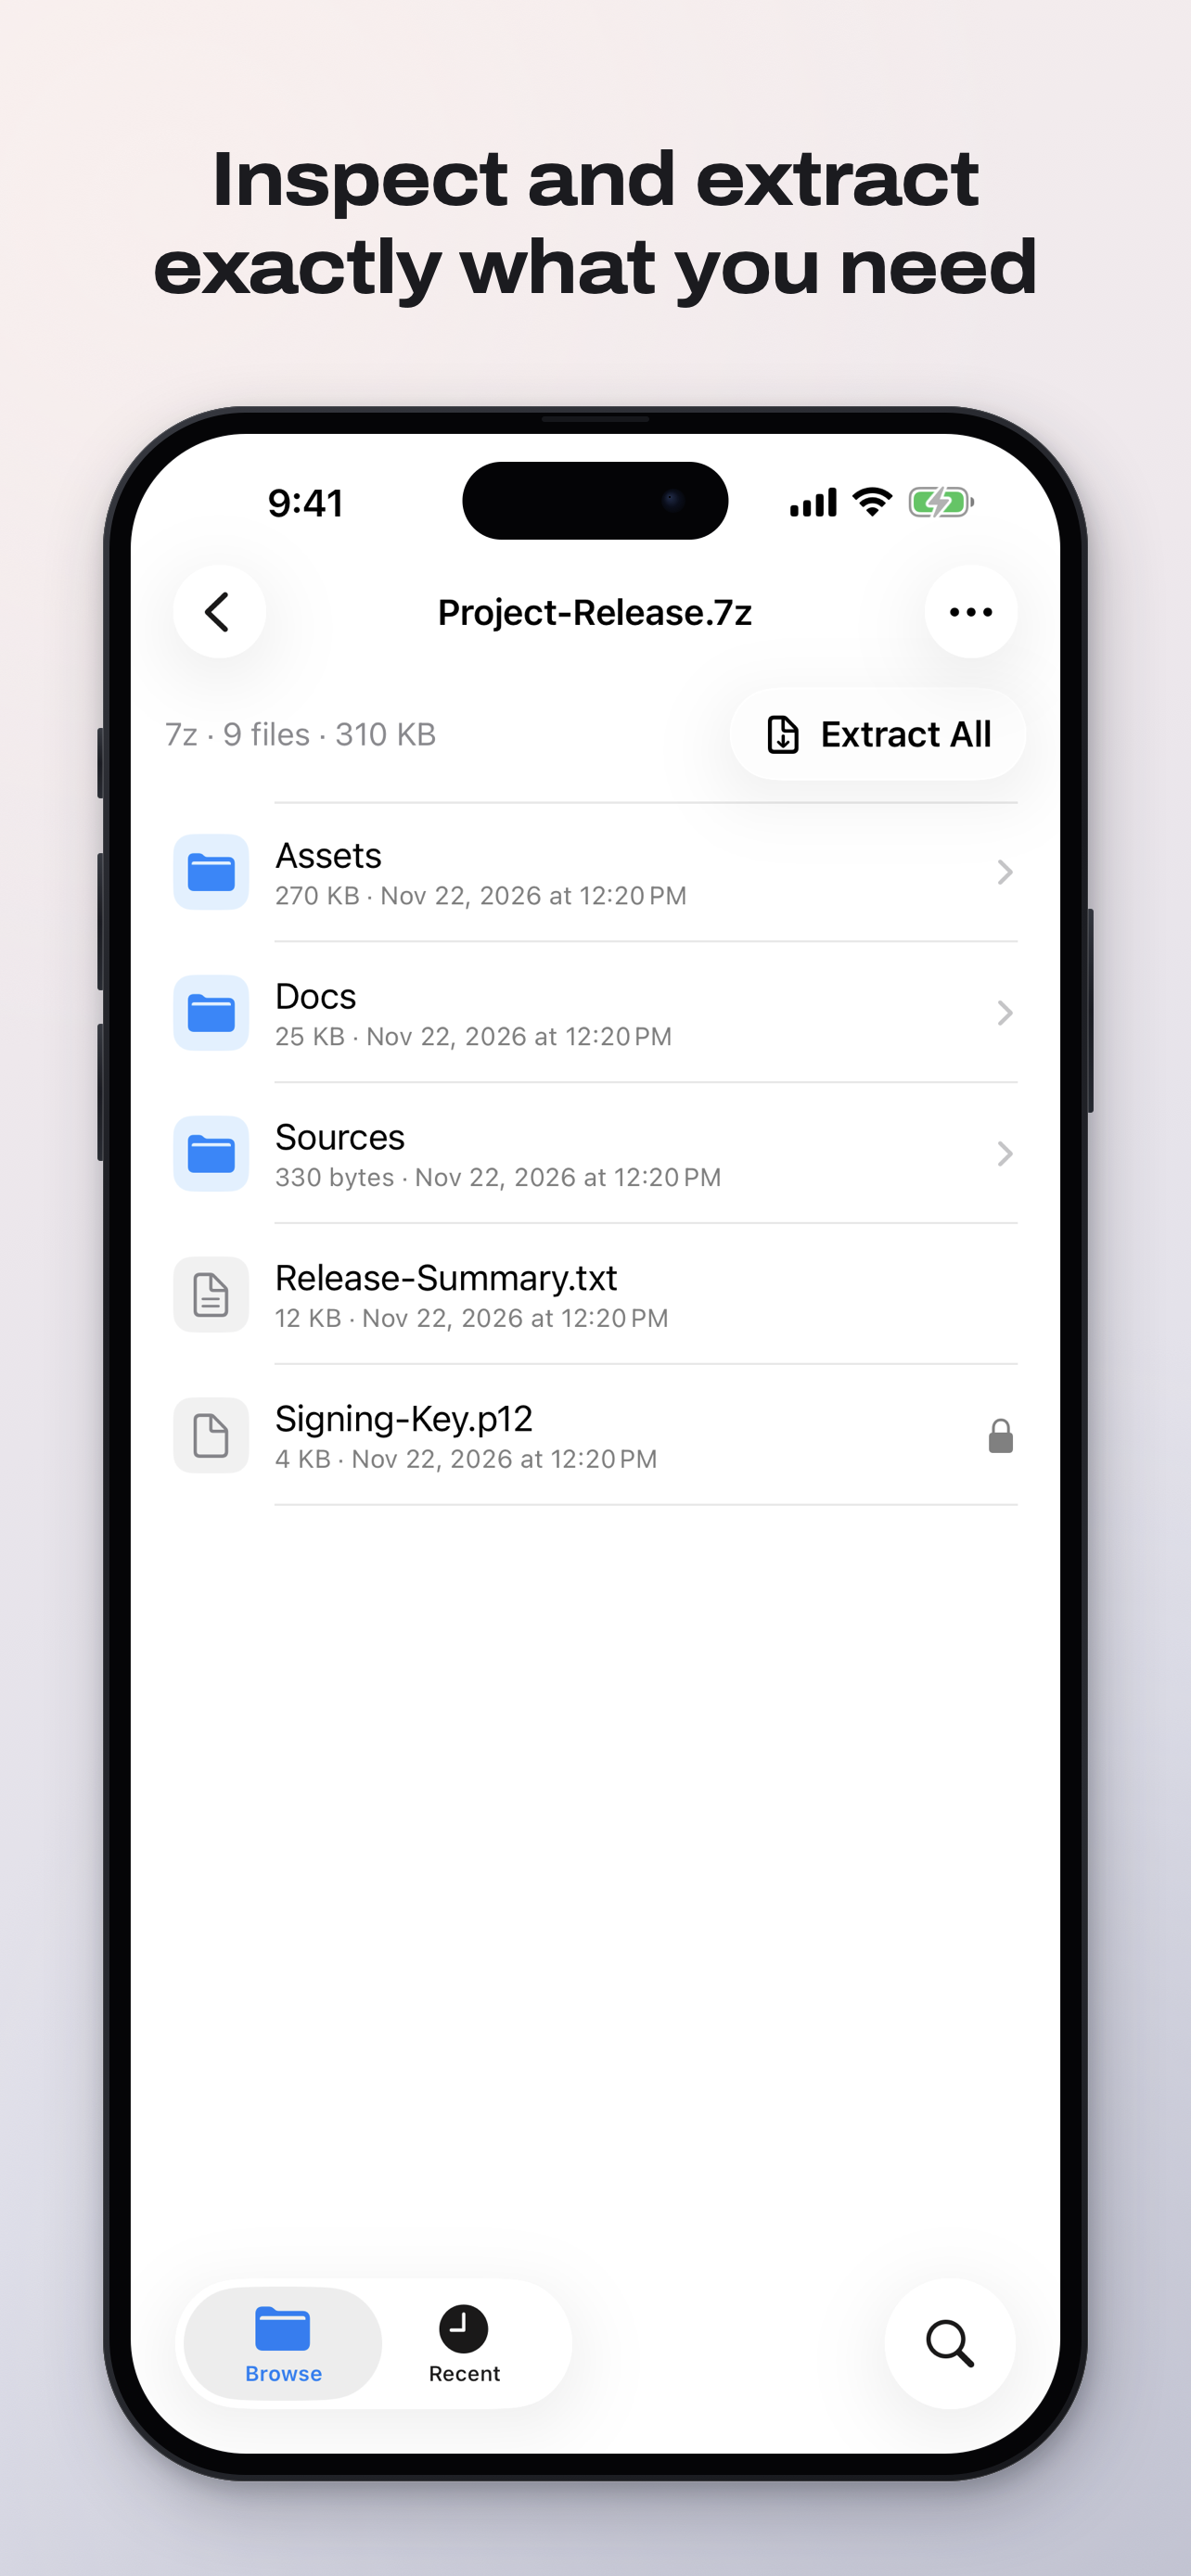 Inspect and extract
exactly what you need
9:41
Project-Release.7z
7z · 9 files · 310 KB
Extract All
Assets
270 KB · Nov 22, 2026 at 12:20 PM
Docs
25 KB · Nov 22, 2026 at 12:20 PM
Sources
330 bytes · Nov 22, 2026 at 12:20 PM
Release-Summary.txt
12 KB · Nov 22, 2026 at 12:20 PM
Signing-Key.p12
4 KB · Nov 22, 2026 at 12:20 PM
Browse
Recent